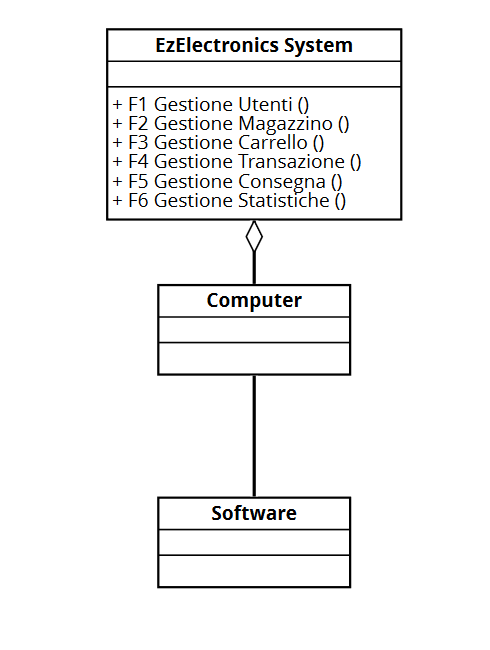 EzElectronics System
+ F1 Gestione Utenti ()
+ F2 Gestione Magazzino ()
+ F3 Gestione Carrello ()
+ F4 Gestione Transazione ()
+ F5 Gestione Consegna ()
+ F6 Gestione Statistiche ()
Computer
Software